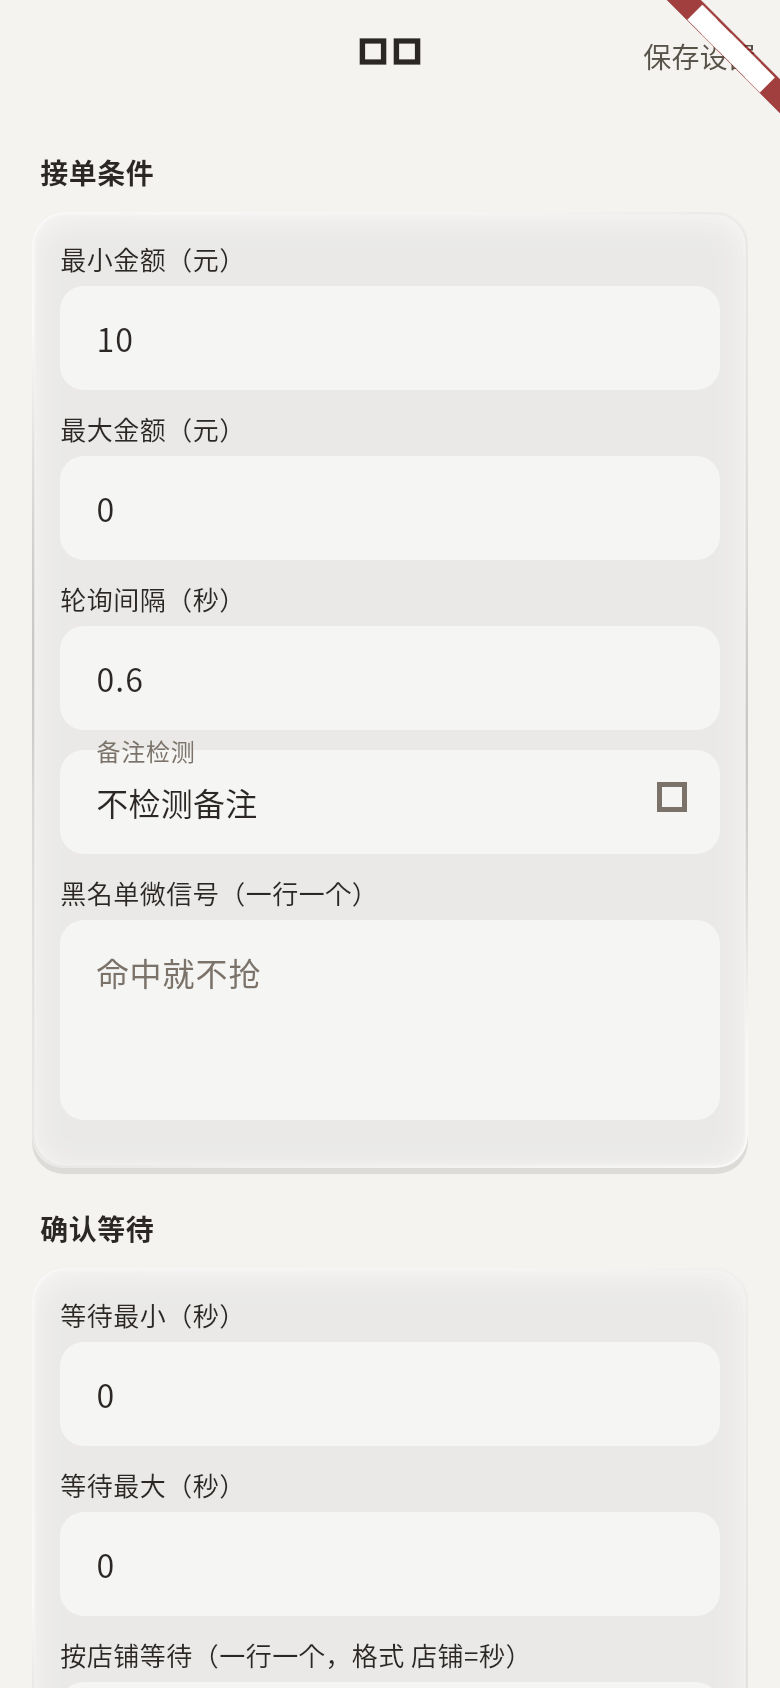 保存设置
接单条件
最小金额（元）
10
最大金额（元）
0
轮询间隔（秒）
0.6
备注检测
不检测备注
黑名单微信号（一行一个）
命中就不抢
确认等待
等待最小（秒）
0
等待最大（秒）
0
按店铺等待（一行一个，格式 店铺=秒）